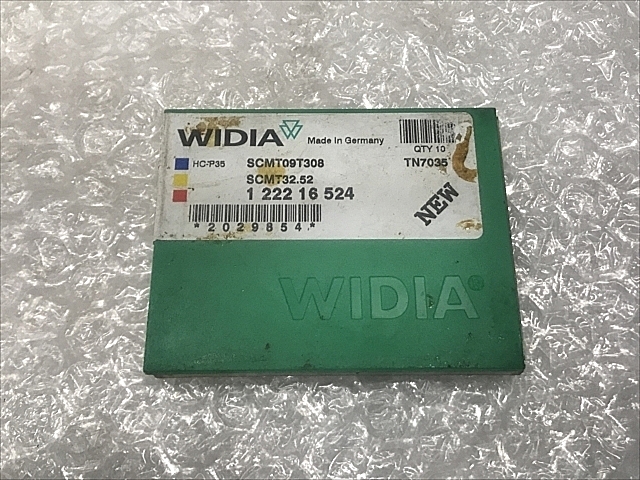 WIDIA Made in Germany
QTY 10
HC-P35 SCMT09T308 TN7035
SCMT32.52
1 222 16 524
NEW
*2029854*
WIDIA®